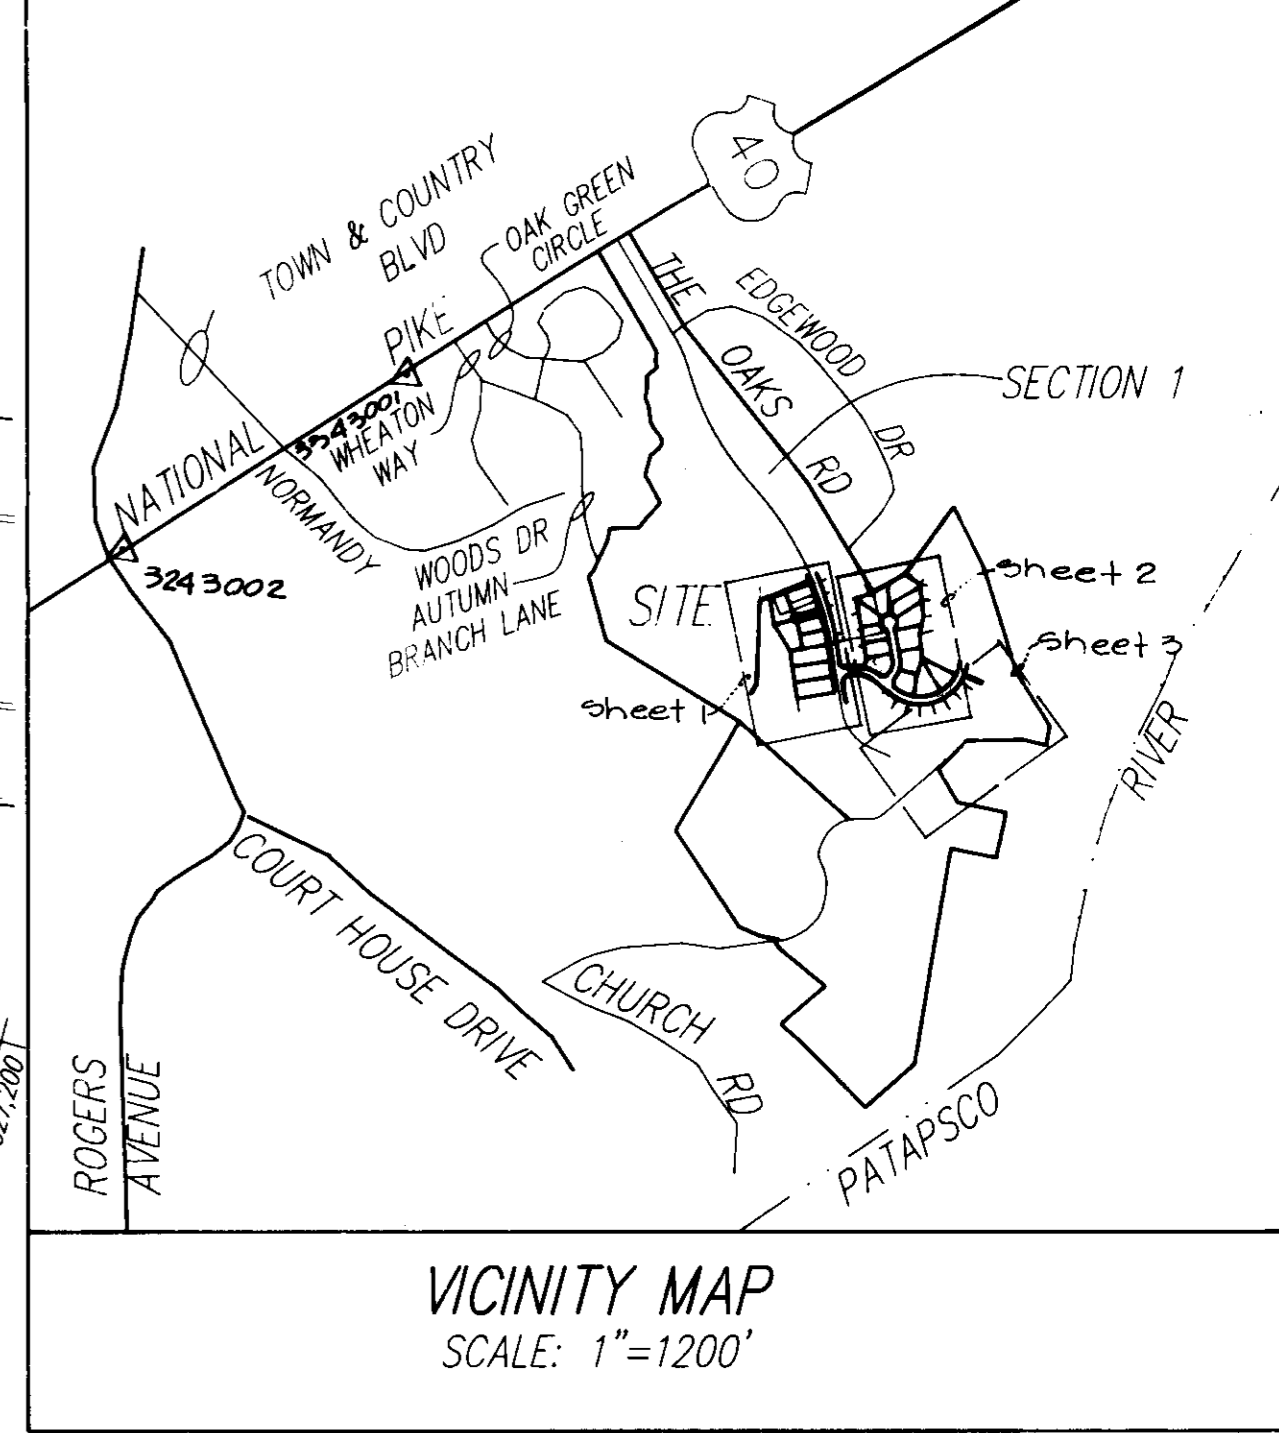 40
TOWN & COUNTRY
BLVD
OAK GREEN
CIRCLE
THE OAKS RD
EDGEWOOD DR
SECTION 1
NATIONAL PIKE
3343001
WHEATON
WAY
NORMANDY WOODS DR
3243002
AUTUMN
BRANCH LANE
SITE
Sheet 2
Sheet 3
Sheet 1
PATAPSCO RIVER
COURT HOUSE DRIVE
CHURCH RD
ROGERS
AVENUE
VICINITY MAP
SCALE: 1"=1200'